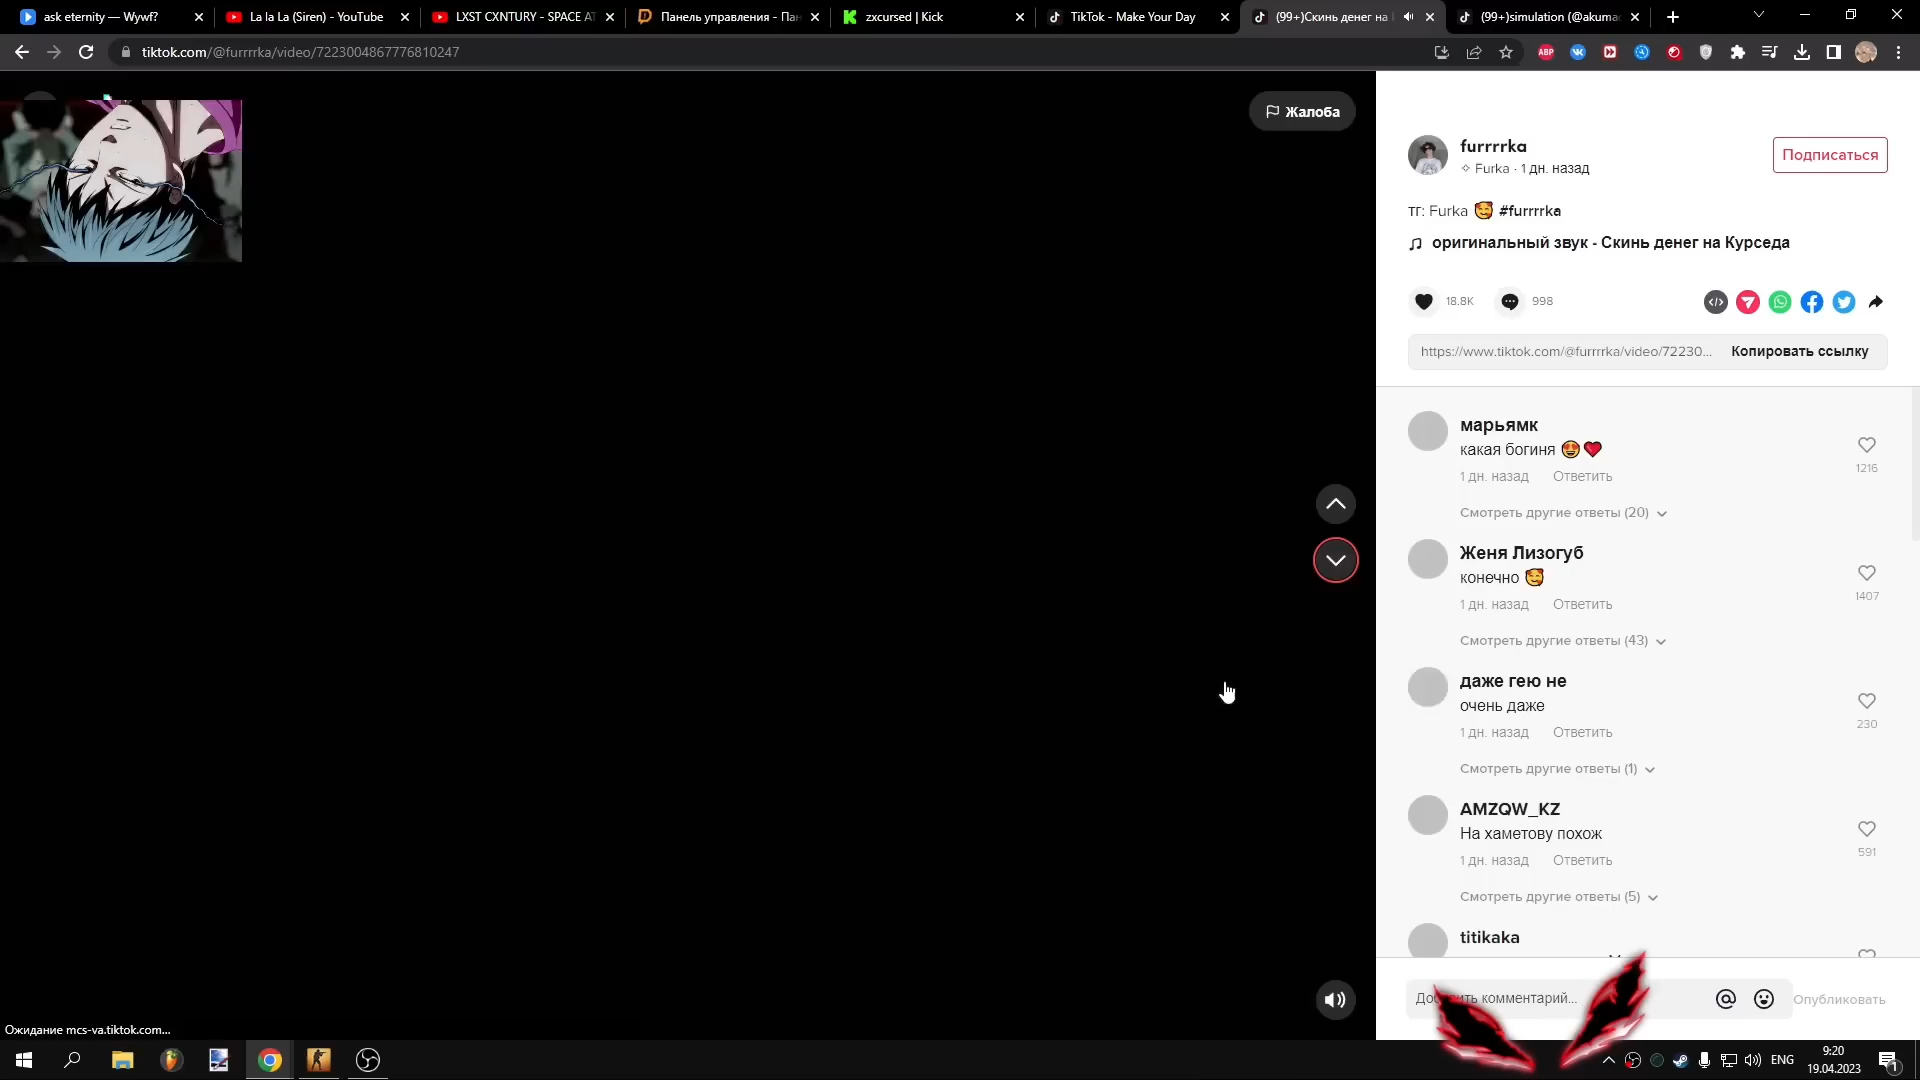 ask eternity — Wywf?
La la La (Siren) - YouTube
LXST CXNTURY - SPACE AT
Панель управления - Пан
zxcursed | Kick
TikTok - Make Your Day
(99+)Скинь денег на
(99+)simulation (@akuma
tiktok.com/@furrrrka/video/7223004867776810247
ABP
Жалоба
furrrrka
Furka · 1 дн. назад
Подписаться
тг: Furka 🥰 #furrrrka
оригинальный звук - Скинь денег на Курседа
18.8K
998
https://www.tiktok.com/@furrrrka/video/72230...
Копировать ссылку
марьямк
какая богиня 😍❤️
1 дн. назад Ответить
1216
Смотреть другие ответы (20)
Женя Лизогуб
конечно 🥰
1 дн. назад Ответить
1407
Смотреть другие ответы (43)
даже гею не
очень даже
1 дн. назад Ответить
230
Смотреть другие ответы (1)
AMZQW_KZ
На хаметову похож
1 дн. назад Ответить
591
Смотреть другие ответы (5)
titikaka
комментарий...
Опубликовать
Ожидание mcs-va.tiktok.com...
ENG
9:20
19.04.2023
1